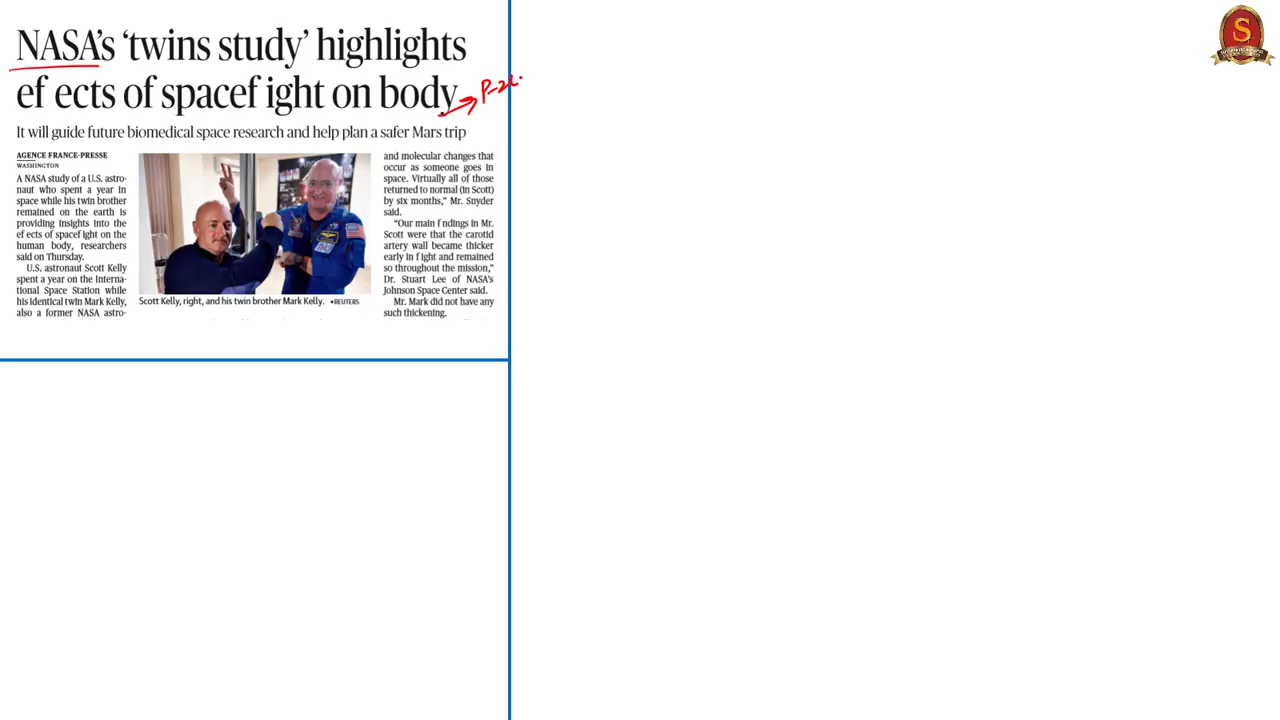 NASA's ‘twins study’ highlights
ef ects of spacef ight on body
It will guide future biomedical space research and help plan a safer Mars trip
AGENCE FRANCE-PRESSE
WASHINGTON
A NASA study of a U.S. astro-
naut who spent a year in
space while his twin brother
remained on the earth is
providing insights into the
ef ects of spacef ight on the
human body, researchers
said on Thursday.
U.S. astronaut Scott Kelly
spent a year on the Interna-
tional Space Station while
his identical twin Mark Kelly,
also a former NASA astro-
Scott Kelly, right, and his twin brother Mark Kelly. •REUTERS
and molecular changes that
occur as someone goes in
space. Virtually all of those
returned to normal (in Scott)
by six months,” Mr. Snyder
said.
“Our main f ndings in Mr.
Scott were that the carotid
artery wall became thicker
early in f ight and remained
so throughout the mission,”
Dr. Stuart Lee of NASA's
Johnson Space Center said.
Mr. Mark did not have any
such thickening.
S